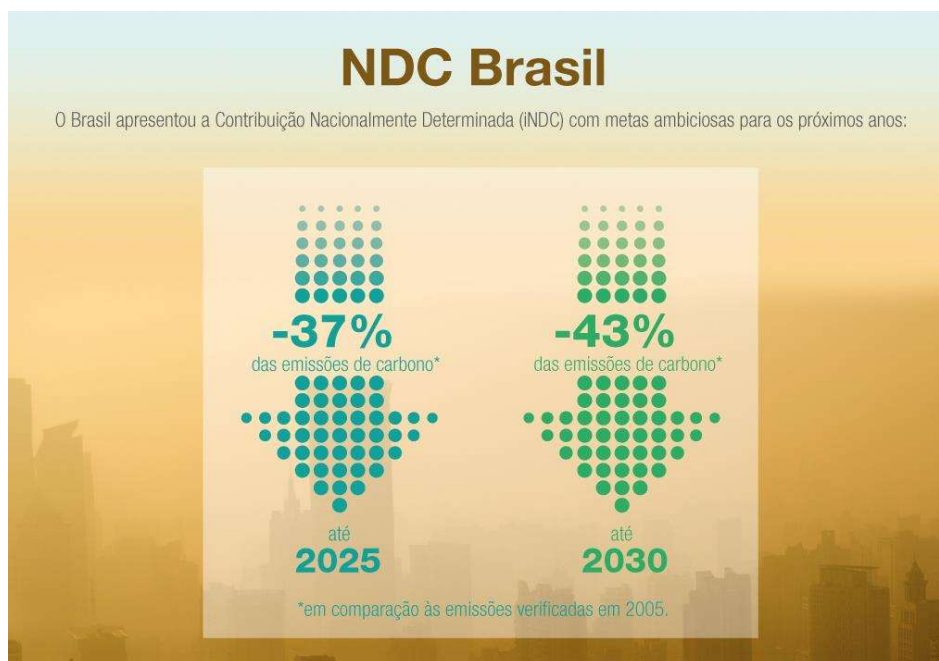 NDC Brasil
O Brasil apresentou a Contribuição Nacionalmente Determinada (iNDC) com metas ambiciosas para os próximos anos:
-37%
das emissões de carbono*
até
2025
-43%
das emissões de carbono*
até
2030
*em comparação às emissões verificadas em 2005.